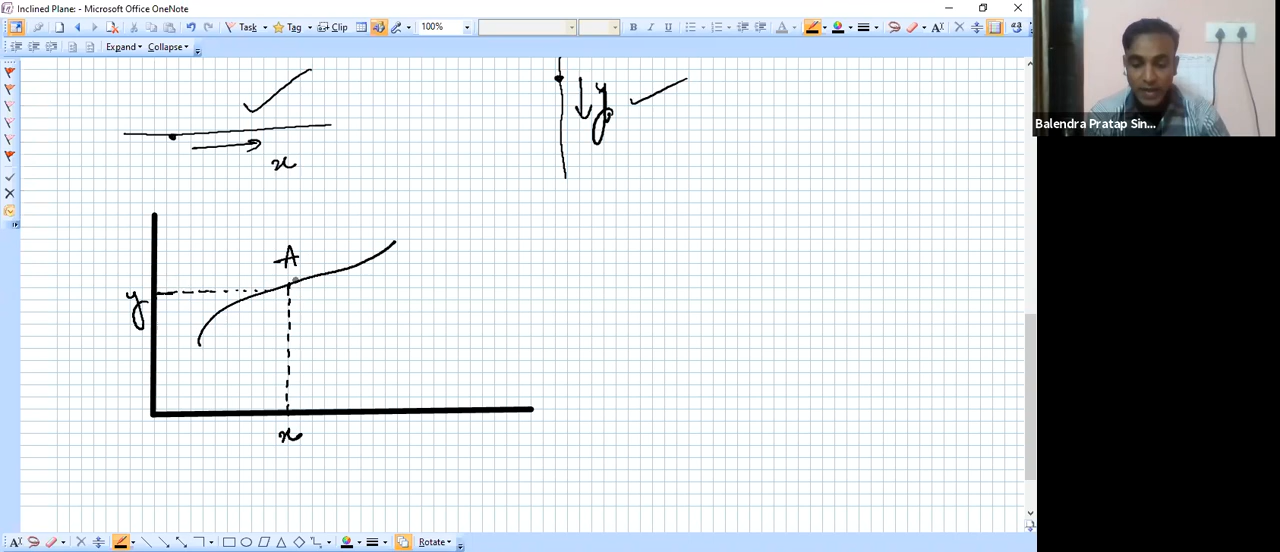 Inclined Plane: - Microsoft Office OneNote
Task Tag Clip 100% B I U A
Expand Collapse
x
y
A
y
x
Rotate
Balendra Pratap Sin...